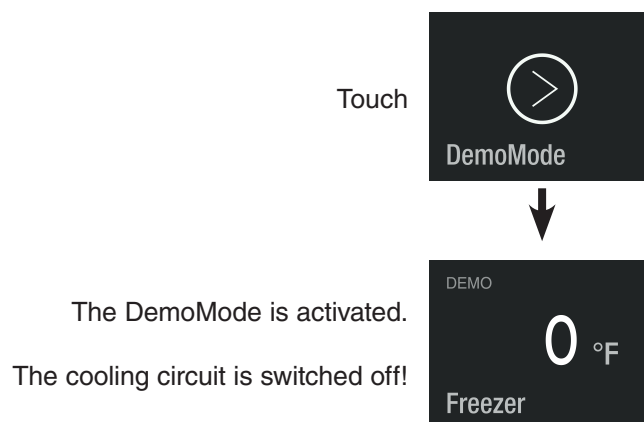 Touch
>
DemoMode
The DemoMode is activated.
The cooling circuit is switched off!
DEMO
0 °F
Freezer